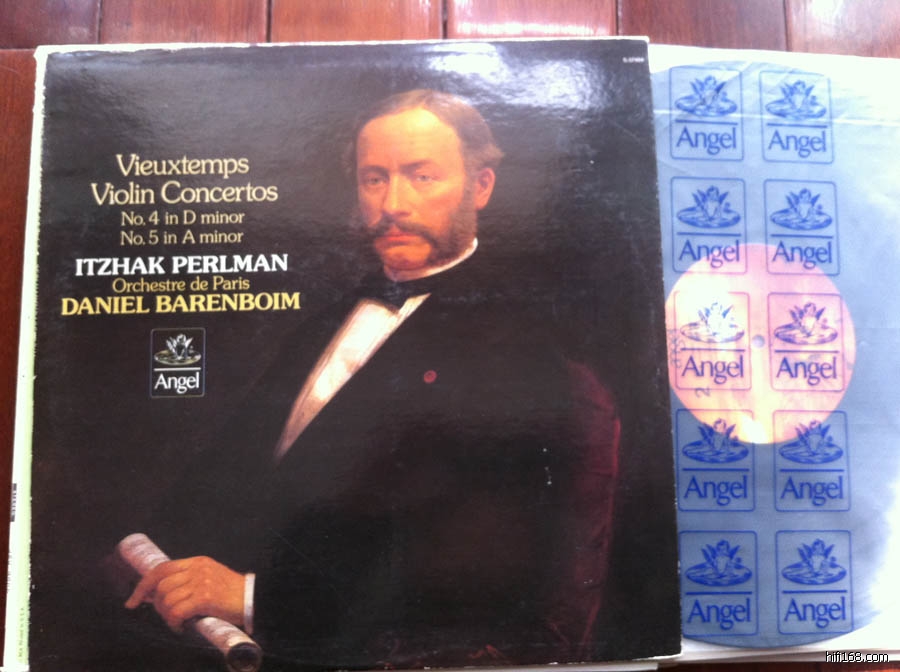 Vieuxtemps
Violin Concertos
No. 4 in D minor
No. 5 in A minor
ITZHAK PERLMAN
Orchestre de Paris
DANIEL BARENBOIM
Angel
Angel Angel
Angel Angel
Angel Angel
Angel Angel
Angel Angel
hifi168.com